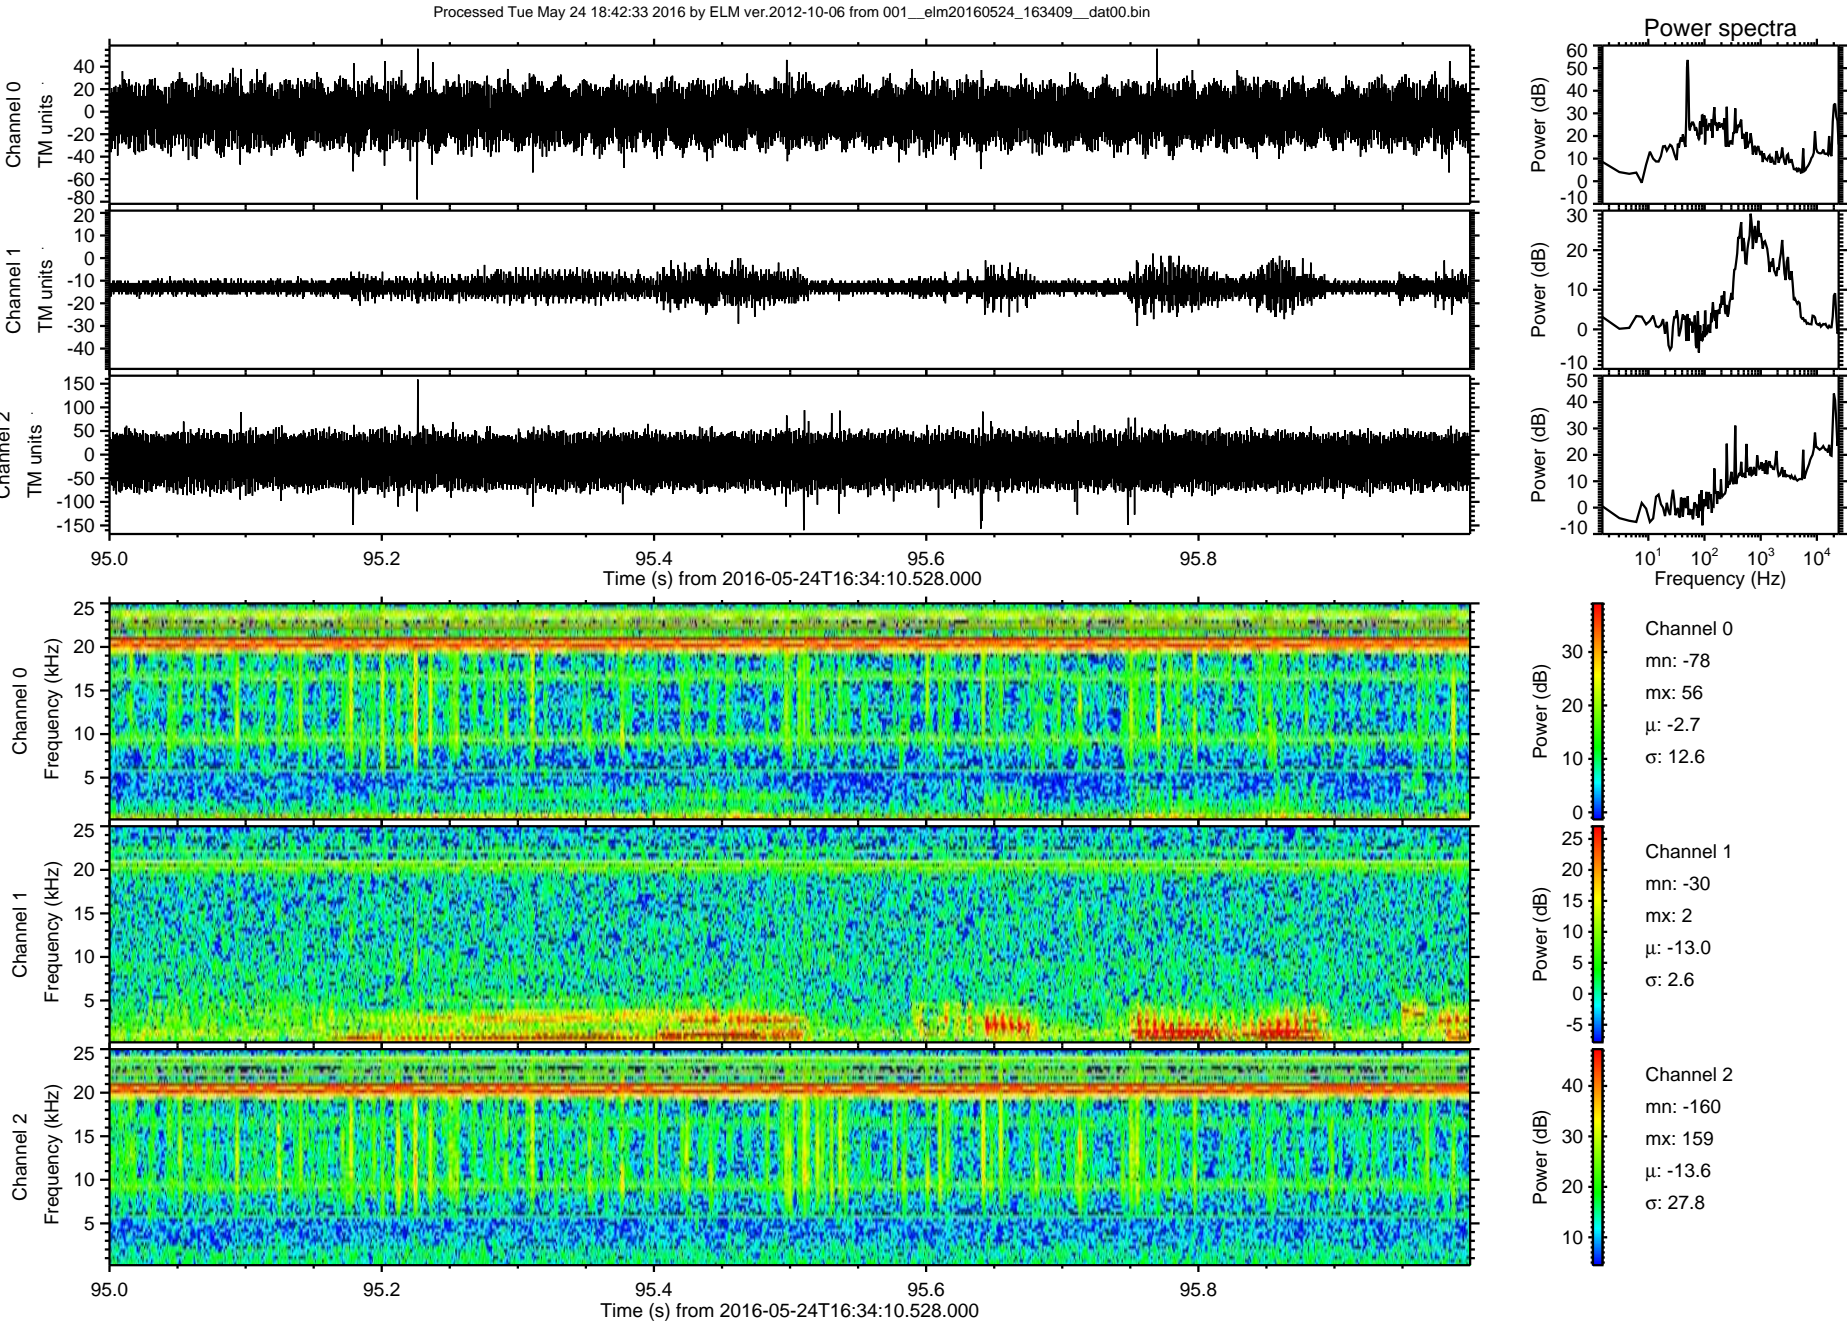 Processed Tue May 24 18:42:33 2016 by ELM ver.2012-10-06 from 001__elm20160524_163409__dat00.bin
Power spectra
Channel 0
TM units
40
20
0
-20
-40
-60
-80
Power (dB)
60
50
40
30
20
10
0
-10
Channel 1
TM units
20
10
0
-10
-20
-30
-40
Power (dB)
30
20
10
0
-10
Channel 2
TM units
150
100
50
0
-50
-100
-150
Power (dB)
50
40
30
20
10
0
-10
95.0 95.2 95.4 95.6 95.8
Time (s) from 2016-05-24T16:34:10.528.000
10¹ 10² 10³ 10⁴
Frequency (Hz)
Channel 0
Frequency (kHz)
25
20
15
10
5
Power (dB)
30
20
10
0
Channel 0
mn: -78
mx: 56
μ: -2.7
σ: 12.6
Channel 1
Frequency (kHz)
25
20
15
10
5
Power (dB)
25
20
15
10
5
0
-5
Channel 1
mn: -30
mx: 2
μ: -13.0
σ: 2.6
Channel 2
Frequency (kHz)
25
20
15
10
5
Power (dB)
40
30
20
10
Channel 2
mn: -160
mx: 159
μ: -13.6
σ: 27.8
95.0 95.2 95.4 95.6 95.8
Time (s) from 2016-05-24T16:34:10.528.000